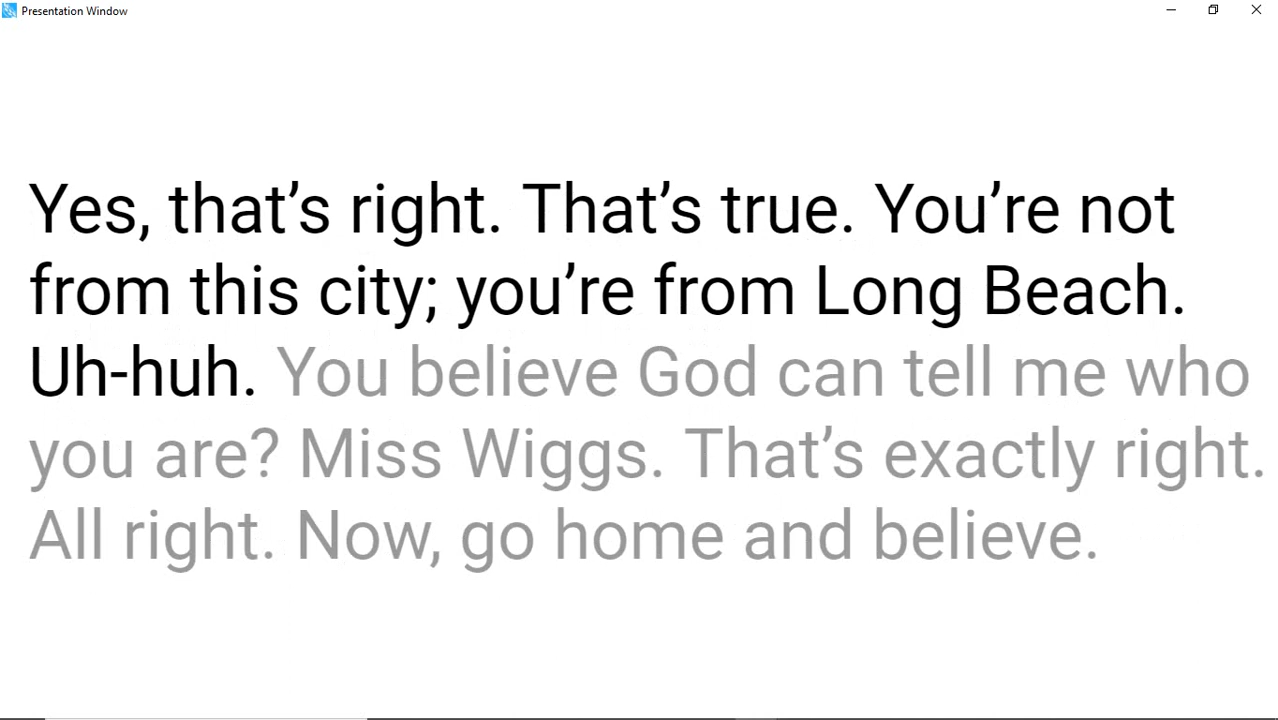 Presentation Window
Yes, that’s right. That’s true. You’re not
from this city; you’re from Long Beach.
Uh-huh. You believe God can tell me who
you are? Miss Wiggs. That’s exactly right.
All right. Now, go home and believe.